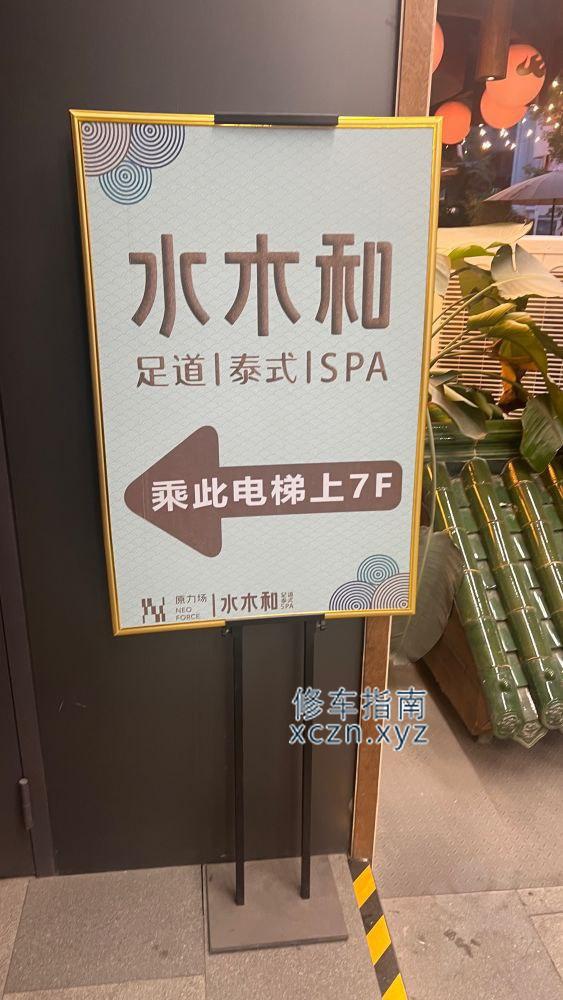 水木和
足道|泰式|SPA
乘此电梯上7F
原力场
NEO
FORCE
水木和
足道
泰式
SPA
修车指南
xczn.xyz